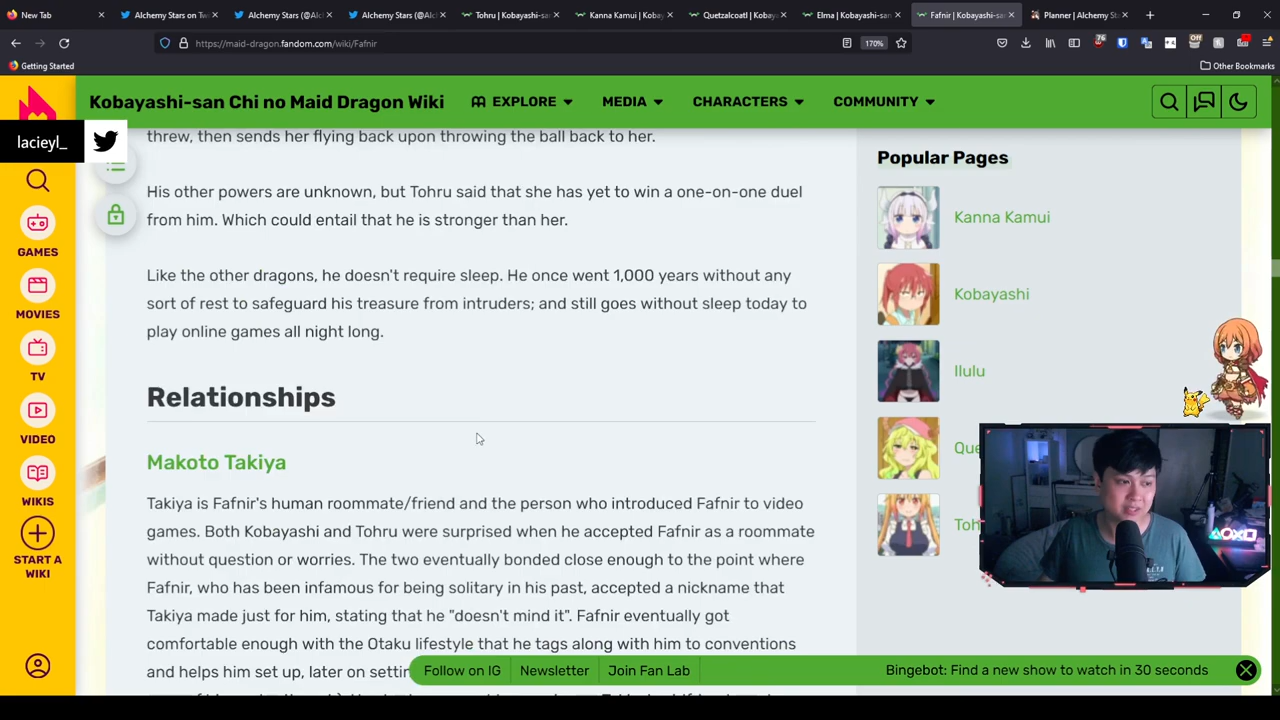 New Tab
Alchemy Stars on Tw
Alchemy Stars (@Al
Alchemy Stars (@Al
Tohru | Kobayashi-sa
Kanna Kamui | Kobay
Quetzalcoatl | Kobay
Elma | Kobayashi-san
Fafnir | Kobayashi-sa
Planner | Alchemy St
https://maid-dragon.fandom.com/wiki/Fafnir
170%
76
Off
Getting Started
Other Bookmarks
Kobayashi-san Chi no Maid Dragon Wiki
EXPLORE
MEDIA
CHARACTERS
COMMUNITY
lacieyl_
GAMES
MOVIES
TV
VIDEO
WIKIS
START A
WIKI
threw, then sends her flying back upon throwing the ball back to her.
His other powers are unknown, but Tohru said that she has yet to win a one-on-one duel
from him. Which could entail that he is stronger than her.
Like the other dragons, he doesn't require sleep. He once went 1,000 years without any
sort of rest to safeguard his treasure from intruders; and still goes without sleep today to
play online games all night long.
Relationships
Makoto Takiya
Takiya is Fafnir's human roommate/friend and the person who introduced Fafnir to video
games. Both Kobayashi and Tohru were surprised when he accepted Fafnir as a roommate
without question or worries. The two eventually bonded close enough to the point where
Fafnir, who has been infamous for being solitary in his past, accepted a nickname that
Takiya made just for him, stating that he "doesn't mind it". Fafnir eventually got
comfortable enough with the Otaku lifestyle that he tags along with him to conventions
and helps him set up, later on settin
Popular Pages
Kanna Kamui
Kobayashi
Ilulu
Que
Toh
Follow on IG
Newsletter
Join Fan Lab
Bingebot: Find a new show to watch in 30 seconds